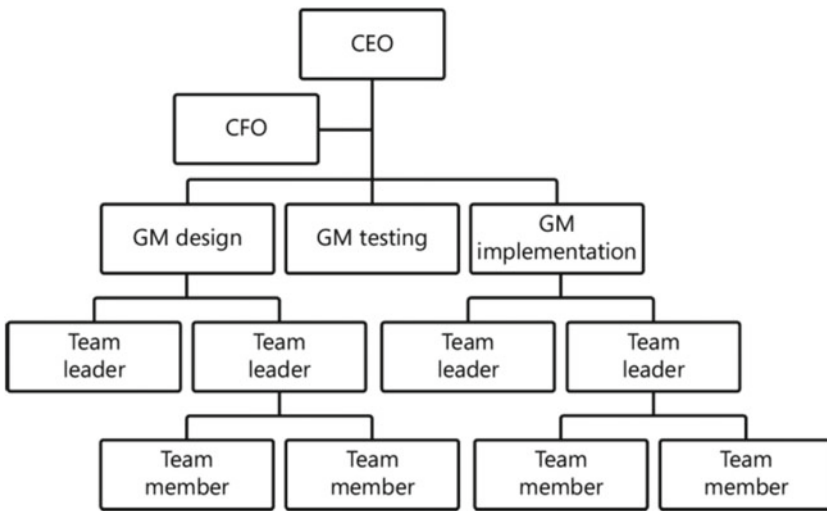 CEO
CFO
GM design
GM testing
GM
implementation
Team
leader
Team
leader
Team
leader
Team
leader
Team
member
Team
member
Team
member
Team
member